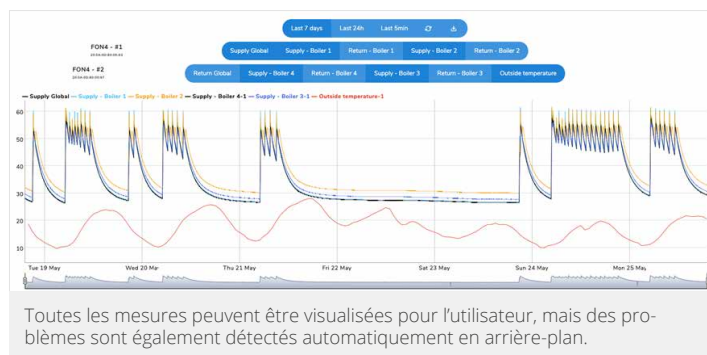 Last 7 days Last 24h Last 5min
FON4 - #1
Supply Global Supply - Boiler 1 Return - Boiler 1 Supply - Boiler 2 Return - Boiler 2
FON4 - #2
Return Global Supply - Boiler 4 Return - Boiler 4 Supply - Boiler 3 Return - Boiler 3 Outside temperature
Supply Global Supply - Boiler 1 Supply - Boiler 2 Supply - Boiler 4-1 Supply - Boiler 3-1 Outside temperature-1
60
50
40
30
20
10
Tue 19 May Wed 20 Mar Thu 21 May Fri 22 May Sat 23 May Sun 24 May Mon 25 May
Toutes les mesures peuvent être visualisées pour l'utilisateur, mais des pro-
blèmes sont également détectés automatiquement en arrière-plan.